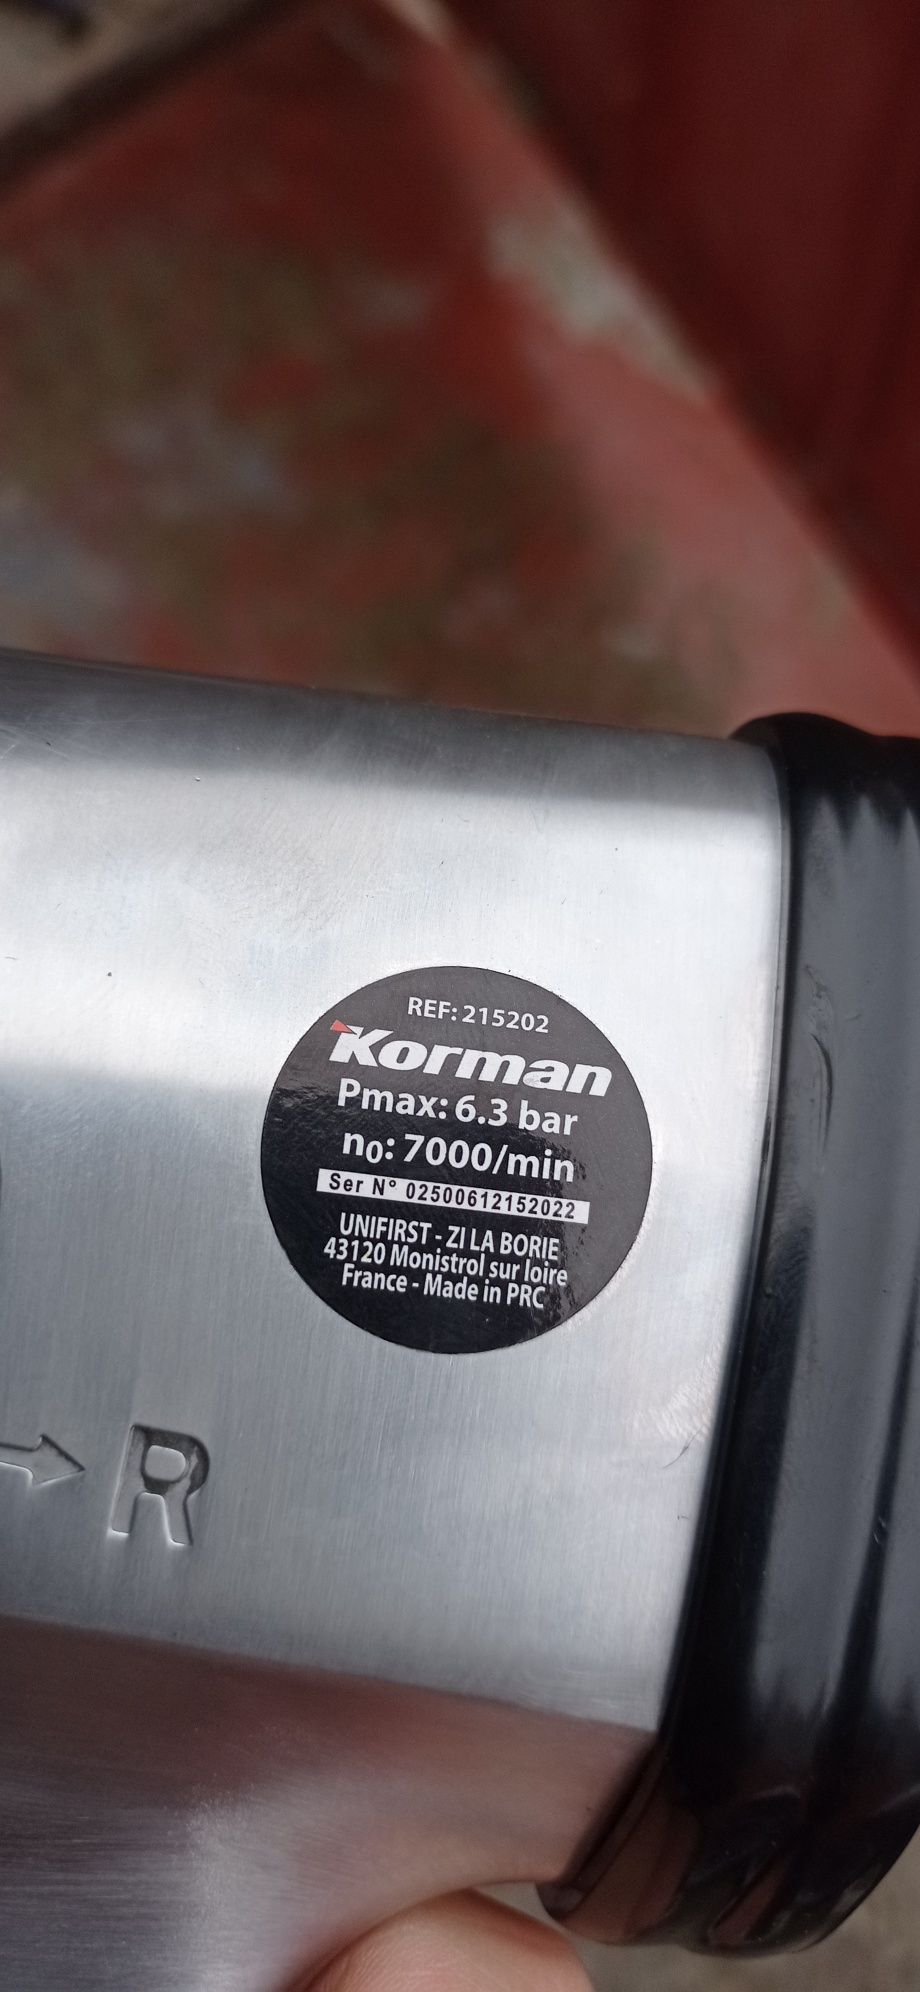 REF: 215202
Korman
Pmax: 6.3 bar
n₀: 7000/min
Ser N° 02500612152022
UNIFIRST - ZI LA BORIE
43120 Monistrol sur loire
France - Made in PRC
R